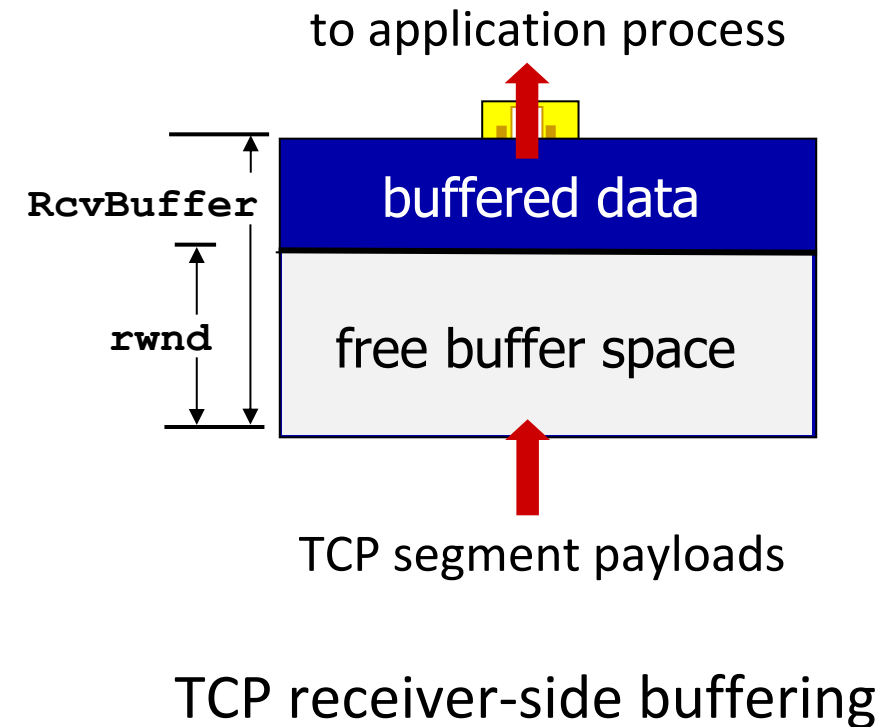 to application process
RcvBuffer
buffered data
rwnd
free buffer space
TCP segment payloads
TCP receiver-side buffering